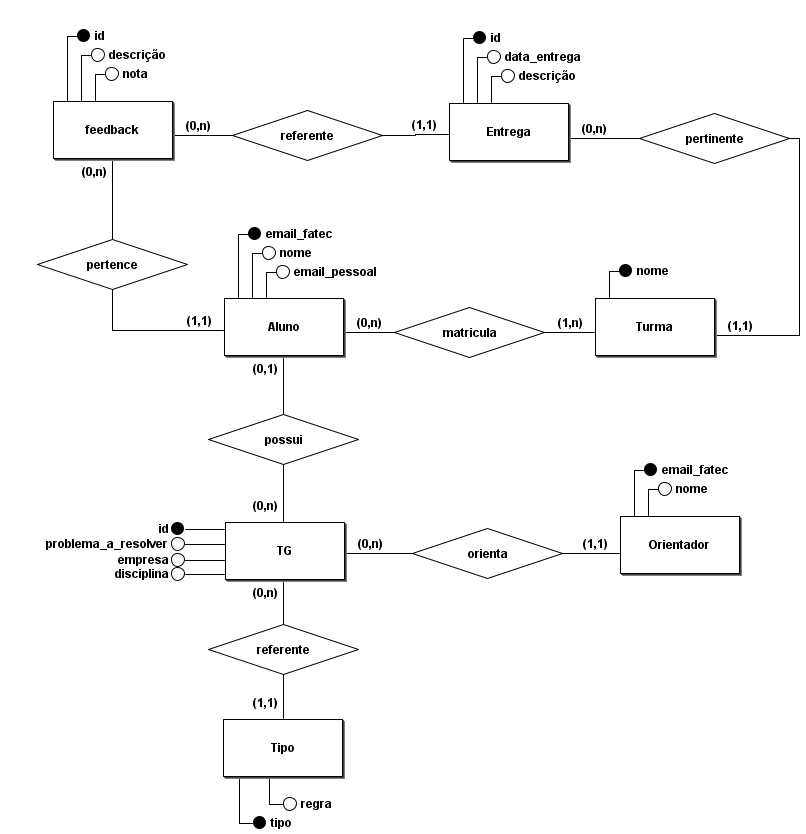 id
descrição
nota
id
data_entrega
descrição
feedback
(0,n)
referente
(1,1)
Entrega
(0,n)
pertinente
(0,n)
pertence
(1,1)
email_fatec
nome
email_pessoal
Aluno
(0,n)
matricula
(1,n)
nome
Turma
(1,1)
(0,1)
possui
(0,n)
id
problema_a_resolver
empresa
disciplina
TG
(0,n)
orienta
(1,1)
email_fatec
nome
Orientador
(0,n)
referente
(1,1)
Tipo
regra
tipo